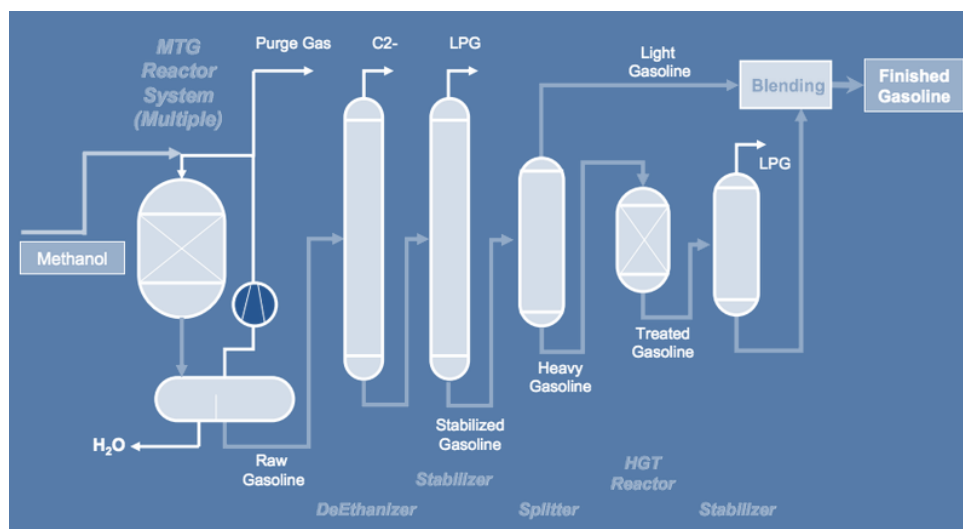 MTG
Reactor
System
(Multiple)
Purge Gas
C2-
LPG
Light
Gasoline
Blending
Finished
Gasoline
LPG
Methanol
Treated
Gasoline
Heavy
Gasoline
Stabilized
Gasoline
H₂O
Raw
Gasoline
DeEthanizer
Stabilizer
Splitter
HGT
Reactor
Stabilizer